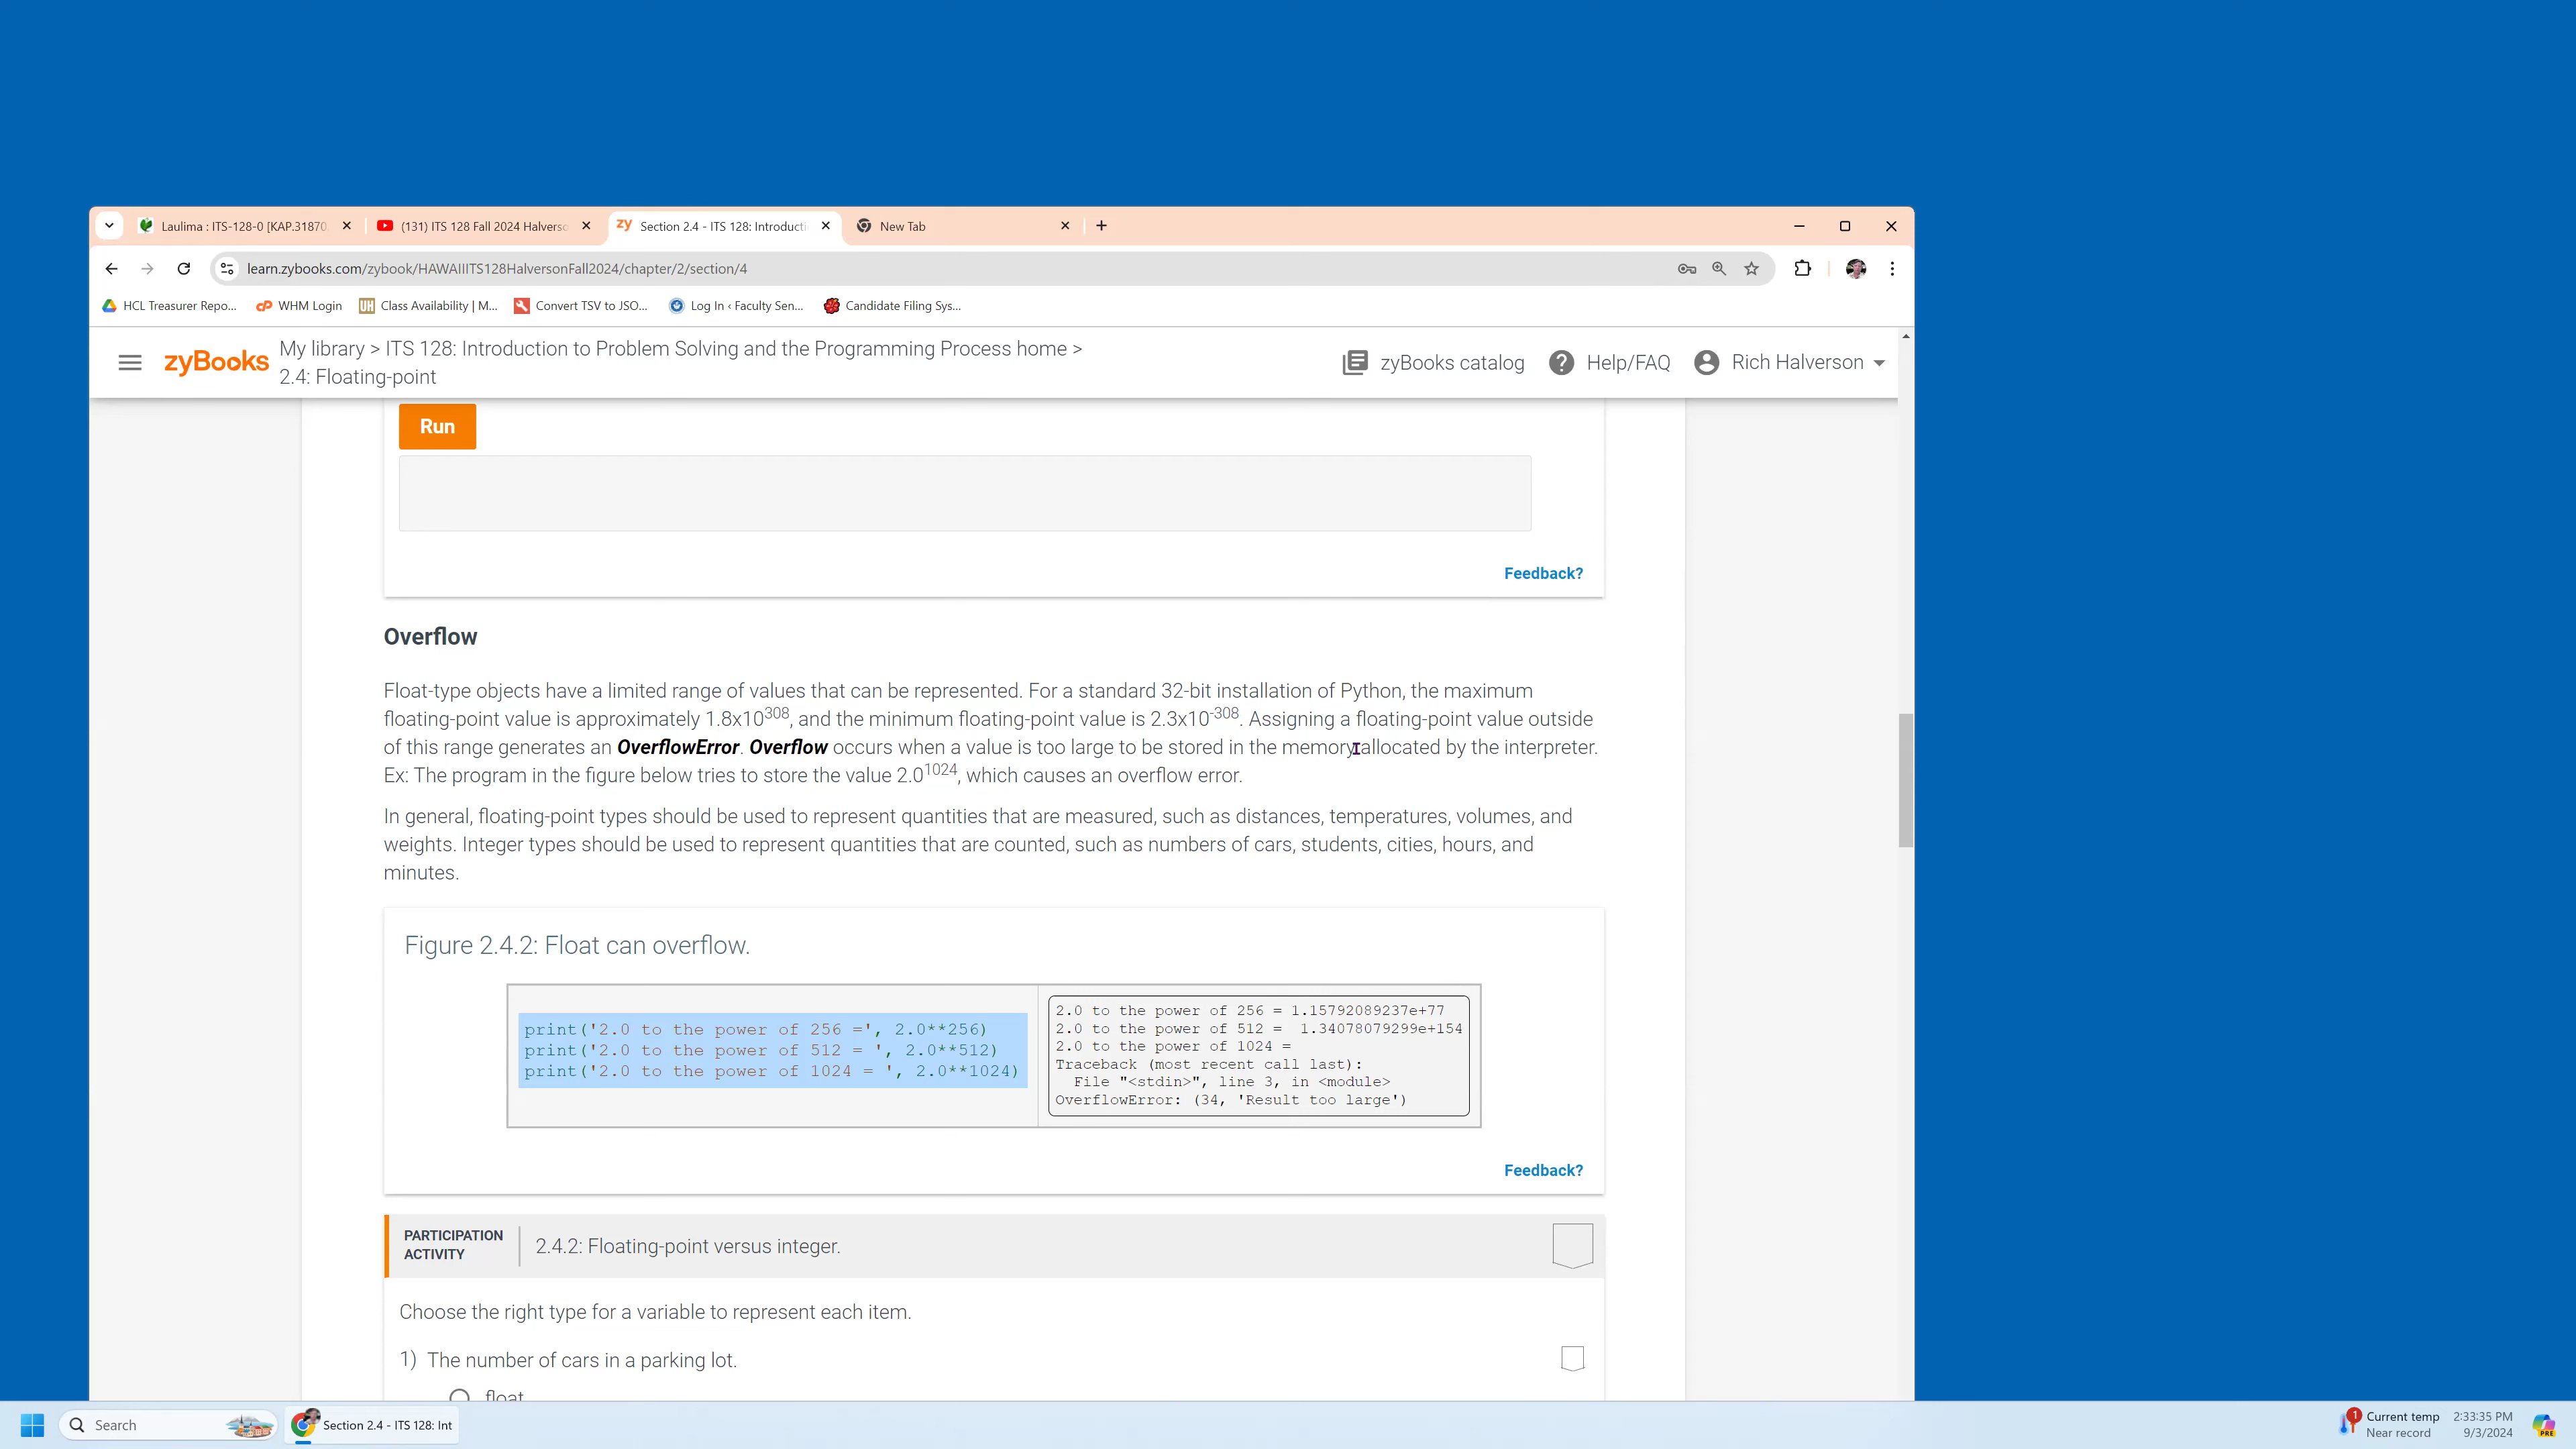 Laulima : ITS-128-0 [KAP.31870
(131) ITS 128 Fall 2024 Halverso
zy Section 2.4 - ITS 128: Introducti
New Tab
learn.zybooks.com/zybook/HAWAIIITS128HalversonFall2024/chapter/2/section/4
HCL Treasurer Repo...
WHM Login
Class Availability | M...
Convert TSV to JSO...
Log In ‹ Faculty Sen...
Candidate Filing Sys...
zyBooks
My library > ITS 128: Introduction to Problem Solving and the Programming Process home >
2.4: Floating-point
zyBooks catalog
Help/FAQ
Rich Halverson
Run
Feedback?
Overflow
Float-type objects have a limited range of values that can be represented. For a standard 32-bit installation of Python, the maximum
floating-point value is approximately 1.8x10^308, and the minimum floating-point value is 2.3x10^-308. Assigning a floating-point value outside
of this range generates an OverflowError. Overflow occurs when a value is too large to be stored in the memory allocated by the interpreter.
Ex: The program in the figure below tries to store the value 2.0^1024, which causes an overflow error.
In general, floating-point types should be used to represent quantities that are measured, such as distances, temperatures, volumes, and
weights. Integer types should be used to represent quantities that are counted, such as numbers of cars, students, cities, hours, and
minutes.
Figure 2.4.2: Float can overflow.
print('2.0 to the power of 256 =', 2.0**256)
print('2.0 to the power of 512 = ', 2.0**512)
print('2.0 to the power of 1024 = ', 2.0**1024)
2.0 to the power of 256 = 1.15792089237e+77
2.0 to the power of 512 =  1.34078079299e+154
2.0 to the power of 1024 =
Traceback (most recent call last):
  File "<stdin>", line 3, in <module>
OverflowError: (34, 'Result too large')
Feedback?
PARTICIPATION
ACTIVITY
2.4.2: Floating-point versus integer.
Choose the right type for a variable to represent each item.
1) The number of cars in a parking lot.
float
Search
Section 2.4 - ITS 128: Int
1
Current temp
Near record
2:33:35 PM
9/3/2024
PRE